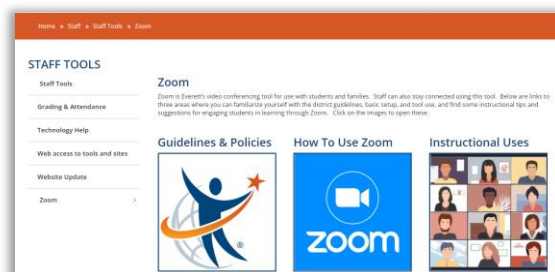 Home » Staff » Staff Tools » Zoom
STAFF TOOLS
Staff Tools
Grading & Attendance
Technology Help
Web access to tools and sites
Website Update
Zoom >
Zoom
Zoom is Everett's video conferencing tool for use with students and families. Staff can also stay connected using this tool. Below are links to
three areas where you can familiarize yourself with the district guidelines, basic setup, and tool use, and find some instructional tips and
suggestions for engaging students in learning through Zoom. Click on the images to open these.
Guidelines & Policies
How To Use Zoom
Instructional Uses
®
zoom